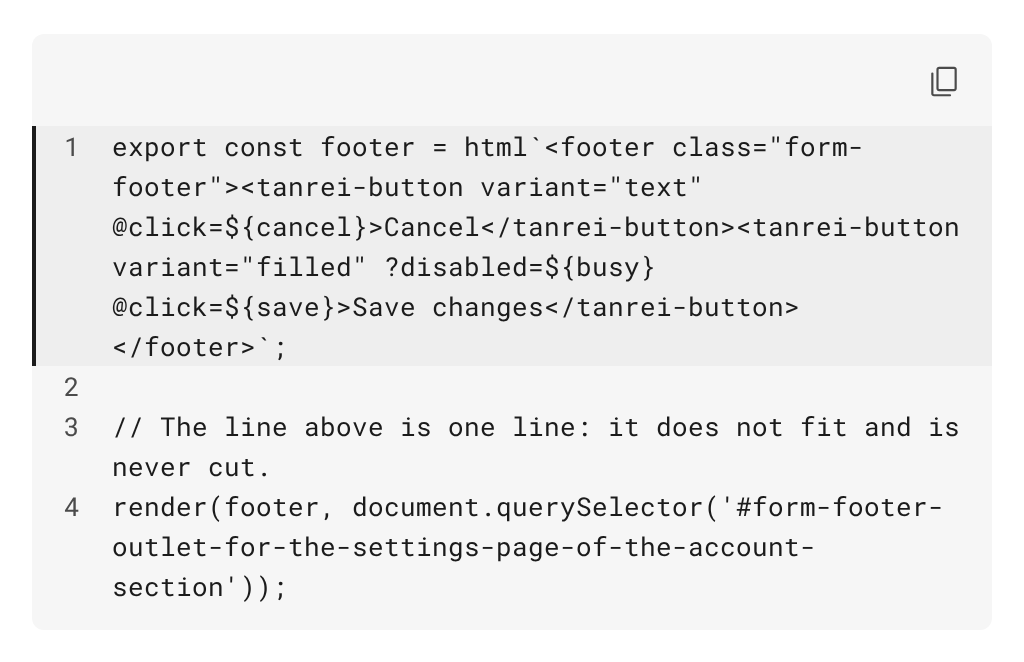 1 export const footer = html`<footer class="form-
footer"><tanrei-button variant="text"
@click=${cancel}>Cancel</tanrei-button><tanrei-button
variant="filled" ?disabled=${busy}
@click=${save}>Save changes</tanrei-button>
</footer>`;
2
3 // The line above is one line: it does not fit and is
never cut.
4 render(footer, document.querySelector('#form-footer-
outlet-for-the-settings-page-of-the-account-
section'));